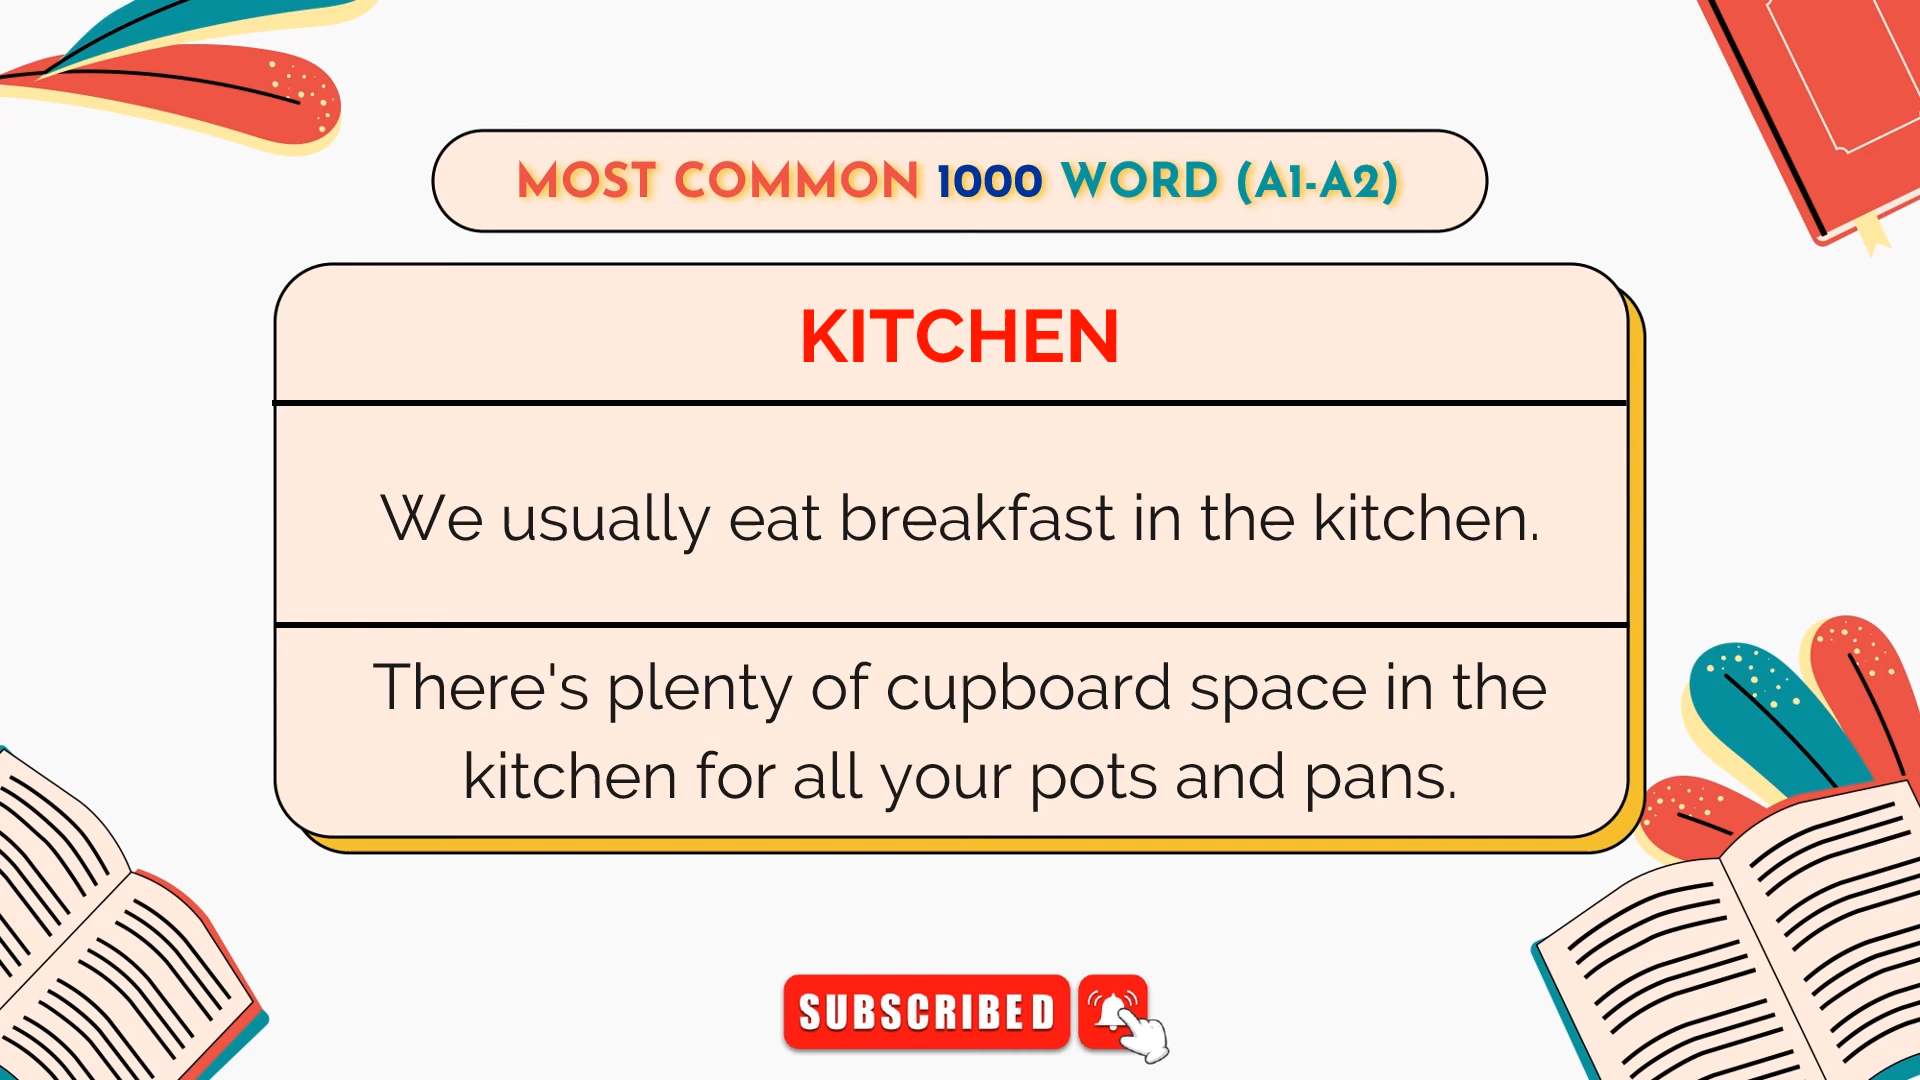 MOST COMMON 1000 WORD (A1-A2)
KITCHEN
We usually eat breakfast in the kitchen.
There's plenty of cupboard space in the
kitchen for all your pots and pans.
SUBSCRIBED